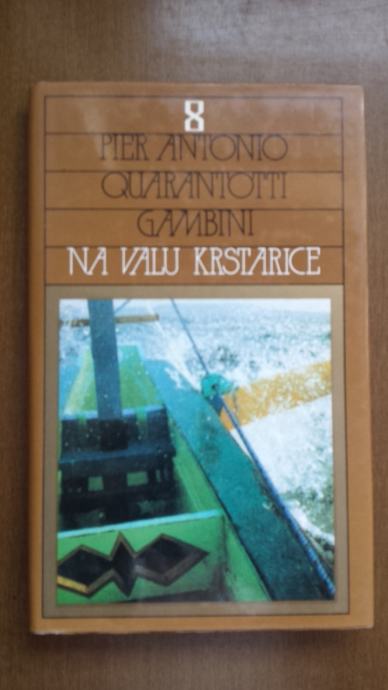 8
PIER ANTONIO
QUARANTOTTI
GAMBINI
NA VALU KRSTARICE